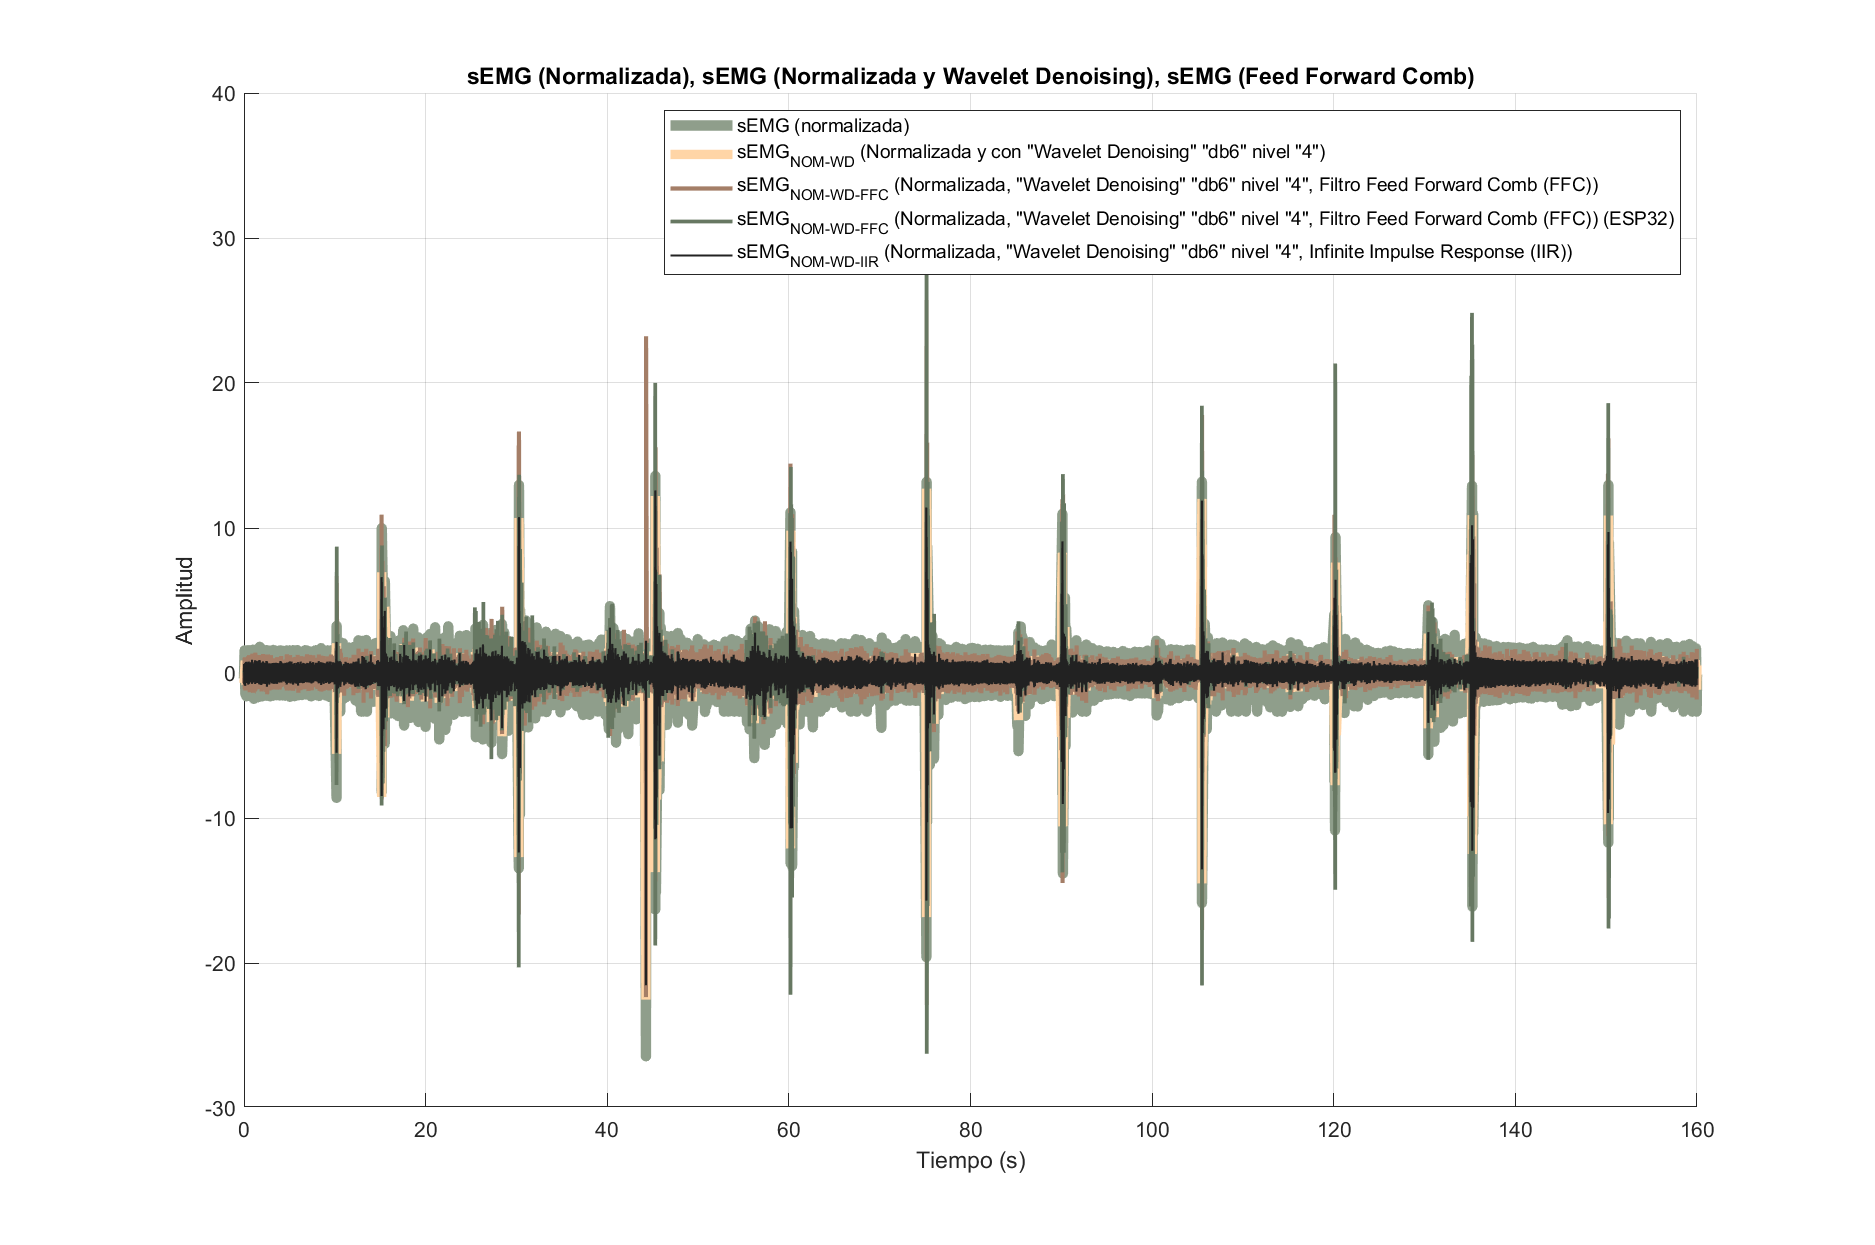 sEMG (Normalizada), sEMG (Normalizada y Wavelet Denoising), sEMG (Feed Forward Comb)
sEMG (normalizada)
sEMG_NOM-WD (Normalizada y con "Wavelet Denoising" "db6" nivel "4")
sEMG_NOM-WD-FFC (Normalizada, "Wavelet Denoising" "db6" nivel "4", Filtro Feed Forward Comb (FFC))
sEMG_NOM-WD-FFC (Normalizada, "Wavelet Denoising" "db6" nivel "4", Filtro Feed Forward Comb (FFC)) (ESP32)
sEMG_NOM-WD-IIR (Normalizada, "Wavelet Denoising" "db6" nivel "4", Infinite Impulse Response (IIR))
40
30
20
10
0
-10
-20
-30
Amplitud
0 20 40 60 80 100 120 140 160
Tiempo (s)